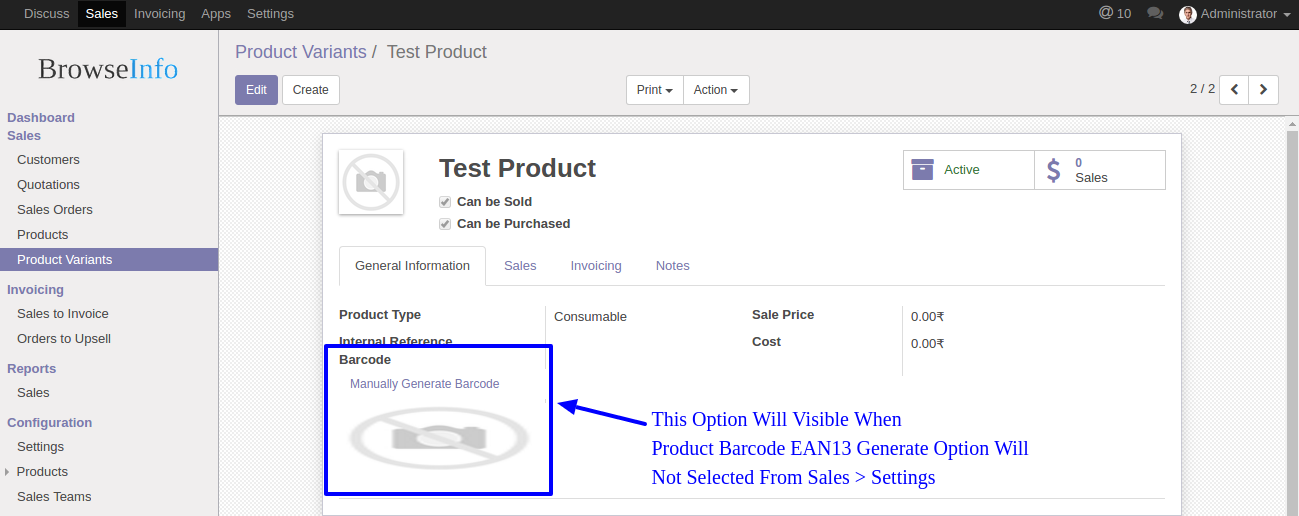 Discuss Sales Invoicing Apps Settings @ 10 Administrator
BrowseInfo
Product Variants / Test Product
Edit Create Print Action 2 / 2
Dashboard
Sales
Customers
Quotations
Sales Orders
Products
Product Variants
Invoicing
Sales to Invoice
Orders to Upsell
Reports
Sales
Configuration
Settings
Products
Sales Teams
Test Product
Can be Sold
Can be Purchased
Active
$ 0
Sales
General Information Sales Invoicing Notes
Product Type Consumable Sale Price 0.00₹
Internal Reference Cost 0.00₹
Barcode
Manually Generate Barcode
This Option Will Visible When
Product Barcode EAN13 Generate Option Will
Not Selected From Sales > Settings